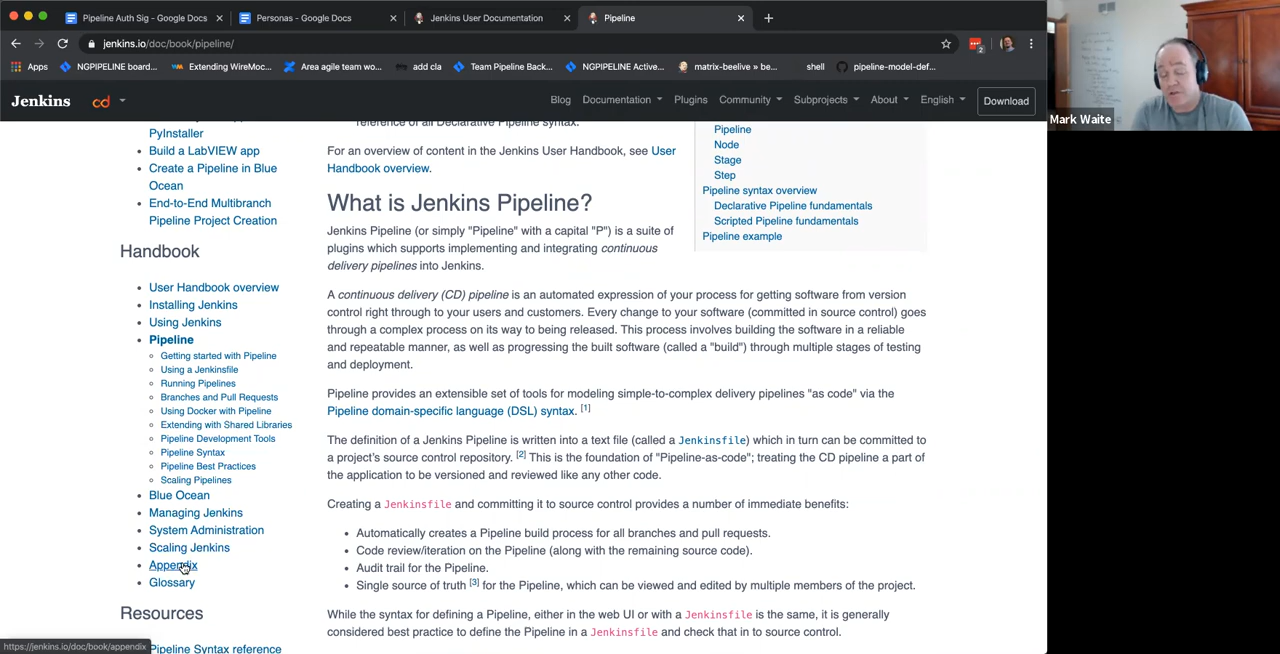 Pipeline Auth Sig - Google Docs
Personas - Google Docs
Jenkins User Documentation
Pipeline
jenkins.io/doc/book/pipeline/
2
Apps
NGPIPELINE board...
Extending WireMoc...
Area agile team wo...
add cla
Team Pipeline Back...
NGPIPELINE Active...
matrix-beelive » be...
shell
pipeline-model-def...
Mark Waite
Jenkins
cd
Blog
Documentation
Plugins
Community
Subprojects
About
English
Download
PyInstaller
Build a LabVIEW app
Create a Pipeline in Blue
Ocean
End-to-End Multibranch
Pipeline Project Creation
Handbook
User Handbook overview
Installing Jenkins
Using Jenkins
Pipeline
Getting started with Pipeline
Using a Jenkinsfile
Running Pipelines
Branches and Pull Requests
Using Docker with Pipeline
Extending with Shared Libraries
Pipeline Development Tools
Pipeline Syntax
Pipeline Best Practices
Scaling Pipelines
Blue Ocean
Managing Jenkins
System Administration
Scaling Jenkins
Appendix
Glossary
Resources
Pipeline Syntax reference
https://jenkins.io/doc/book/appendix
reference of all Declarative Pipeline syntax.
For an overview of content in the Jenkins User Handbook, see User
Handbook overview.
What is Jenkins Pipeline?
Jenkins Pipeline (or simply "Pipeline" with a capital "P") is a suite of
plugins which supports implementing and integrating continuous
delivery pipelines into Jenkins.
A continuous delivery (CD) pipeline is an automated expression of your process for getting software from version
control right through to your users and customers. Every change to your software (committed in source control) goes
through a complex process on its way to being released. This process involves building the software in a reliable
and repeatable manner, as well as progressing the built software (called a "build") through multiple stages of testing
and deployment.
Pipeline provides an extensible set of tools for modeling simple-to-complex delivery pipelines "as code" via the
Pipeline domain-specific language (DSL) syntax. [1]
The definition of a Jenkins Pipeline is written into a text file (called a Jenkinsfile) which in turn can be committed to
a project's source control repository. [2] This is the foundation of "Pipeline-as-code"; treating the CD pipeline a part of
the application to be versioned and reviewed like any other code.
Creating a Jenkinsfile and committing it to source control provides a number of immediate benefits:
Automatically creates a Pipeline build process for all branches and pull requests.
Code review/iteration on the Pipeline (along with the remaining source code).
Audit trail for the Pipeline.
Single source of truth [3] for the Pipeline, which can be viewed and edited by multiple members of the project.
While the syntax for defining a Pipeline, either in the web UI or with a Jenkinsfile is the same, it is generally
considered best practice to define the Pipeline in a Jenkinsfile and check that in to source control.
Pipeline
Node
Stage
Step
Pipeline syntax overview
Declarative Pipeline fundamentals
Scripted Pipeline fundamentals
Pipeline example